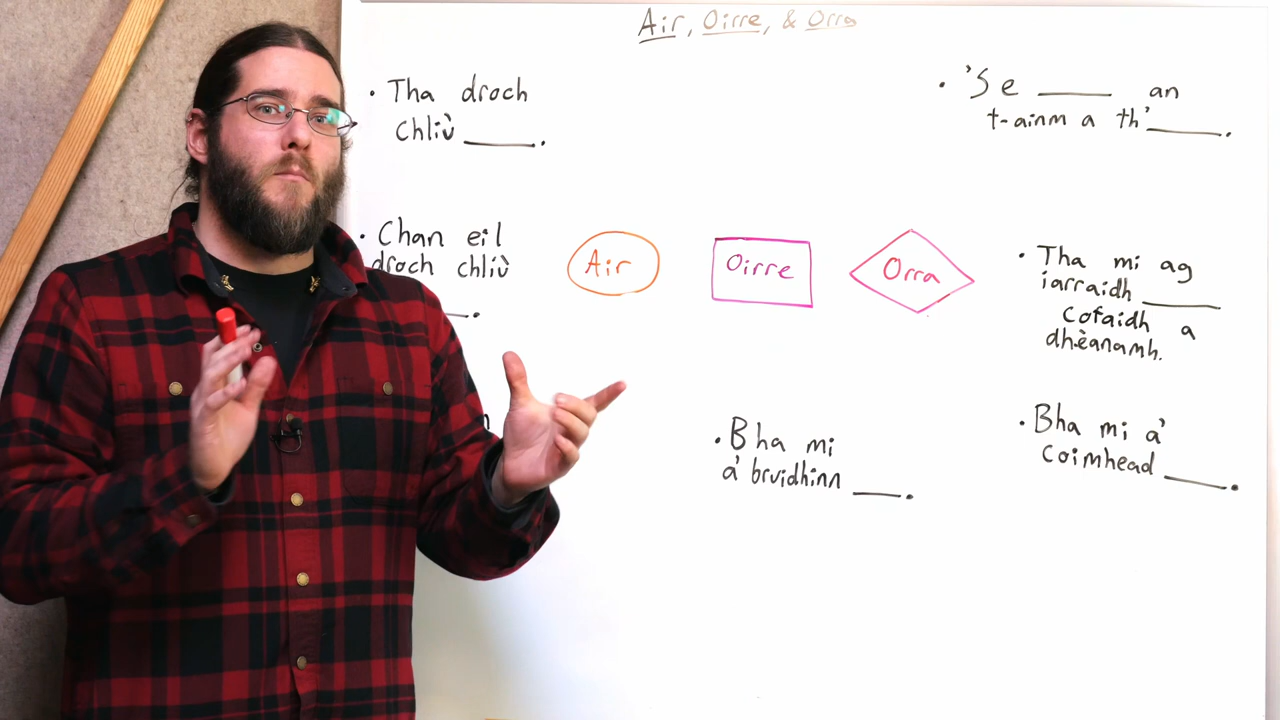 Air, Oirre, & Orra
• Tha droch
chliù ____.
• 'S e ____ an
t-ainm a th'____.
• Chan eil
droch chliù
____.
Air
Oirre
Orra
• Tha mi ag
iarraidh ____
cofaidh a
dhèanamh.
• Bha mi
a' bruidhinn ____.
• Bha mi a'
coimhead ____.